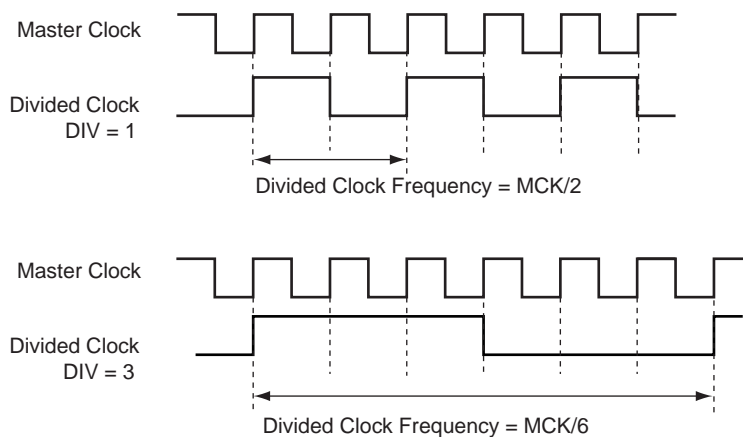 Master Clock
Divided Clock
DIV = 1
Divided Clock Frequency = MCK/2
Master Clock
Divided Clock
DIV = 3
Divided Clock Frequency = MCK/6